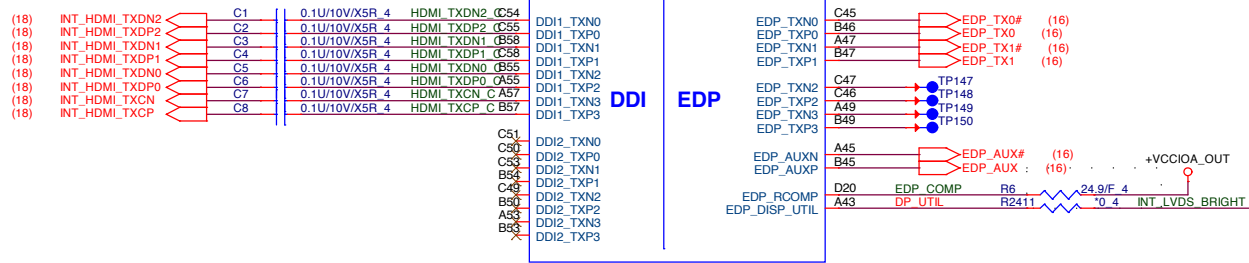 (18) INT_HDMI_TXDN2 C1 0.1U/10V/X5R_4 HDMI_TXDN2_C C54 DDI1_TXN0 EDP_TXN0 C45 EDP_TX0# (16)
(18) INT_HDMI_TXDP2 C2 0.1U/10V/X5R_4 HDMI_TXDP2_C C55 DDI1_TXP0 EDP_TXP0 B46 EDP_TX0 (16)
(18) INT_HDMI_TXDN1 C3 0.1U/10V/X5R_4 HDMI_TXDN1_C B58 DDI1_TXN1 EDP_TXN1 A47 EDP_TX1# (16)
(18) INT_HDMI_TXDP1 C4 0.1U/10V/X5R_4 HDMI_TXDP1_C C58 DDI1_TXP1 EDP_TXP1 B47 EDP_TX1 (16)
(18) INT_HDMI_TXDN0 C5 0.1U/10V/X5R_4 HDMI_TXDN0_C B55 DDI1_TXN2
(18) INT_HDMI_TXDP0 C6 0.1U/10V/X5R_4 HDMI_TXDP0_C A55 DDI1_TXP2 EDP_TXN2 C47 TP147
(18) INT_HDMI_TXCN C7 0.1U/10V/X5R_4 HDMI_TXCN_C A57 DDI1_TXN3 DDI EDP EDP_TXP2 C46 TP148
(18) INT_HDMI_TXCP C8 0.1U/10V/X5R_4 HDMI_TXCP_C B57 DDI1_TXP3 EDP_TXN3 A49 TP149
EDP_TXP3 B49 TP150
C51 DDI2_TXN0
C50 DDI2_TXP0 EDP_AUXN A45 EDP_AUX# (16)
C53 DDI2_TXN1 EDP_AUXP B45 EDP_AUX (16) +VCCIOA_OUT
B54 DDI2_TXP1
C49 DDI2_TXN2 EDP_RCOMP D20 EDP_COMP R6 24.9/F_4
B50 DDI2_TXP2 EDP_DISP_UTIL A43 DP_UTIL R2411 *0_4 INT_LVDS_BRIGHT
A53 DDI2_TXN3
B53 DDI2_TXP3